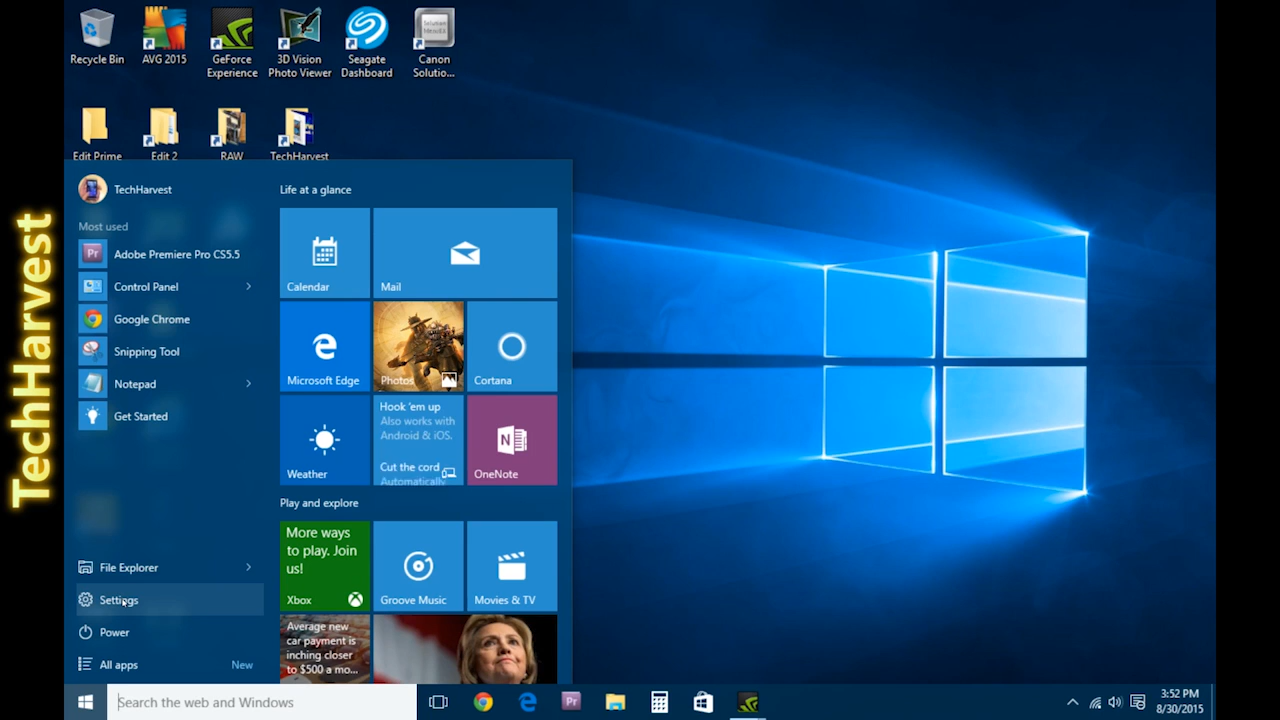 TechHarvest
Recycle Bin
AVG 2015
GeForce
Experience
3D Vision
Photo Viewer
Seagate
Dashboard
Canon
Solutio...
Edit Prime
Edit 2
RAW
TechHarvest
TechHarvest
Most used
Pr
Adobe Premiere Pro CS5.5
Control Panel
Google Chrome
Snipping Tool
Notepad
Get Started
File Explorer
Settings
Power
All apps
New
Life at a glance
Calendar
Mail
Microsoft Edge
Photos
Cortana
Weather
Hook 'em up
Also works with
Android & iOS.
Cut the cord
Automatically
N
OneNote
Play and explore
More ways
to play. Join
us!
Xbox
Groove Music
Movies & TV
Average new
car payment is
inching closer
to $500 a mo...
Search the web and Windows
Pr
3:52 PM
8/30/2015